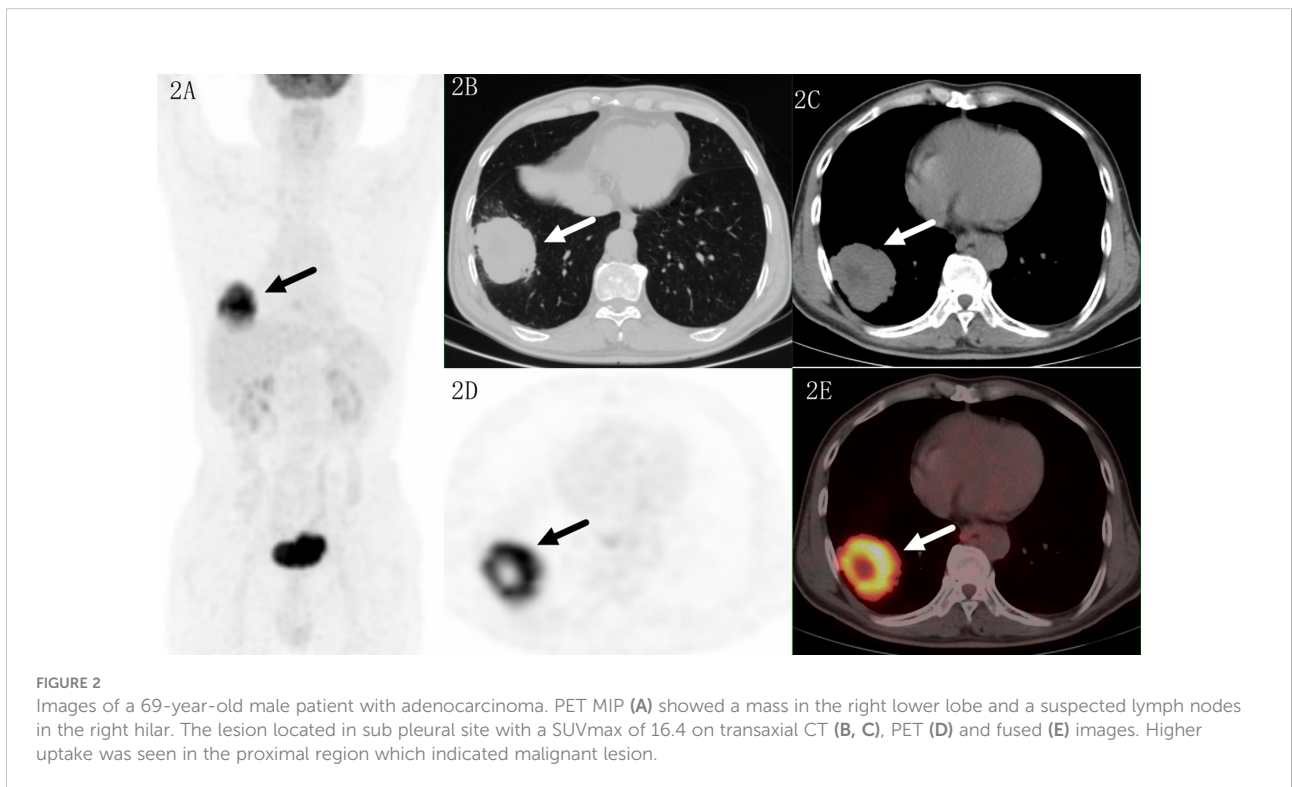 2A
2B
2C
2D
2E
FIGURE 2
Images of a 69-year-old male patient with adenocarcinoma. PET MIP (A) showed a mass in the right lower lobe and a suspected lymph nodes
in the right hilar. The lesion located in sub pleural site with a SUVmax of 16.4 on transaxial CT (B, C), PET (D) and fused (E) images. Higher
uptake was seen in the proximal region which indicated malignant lesion.